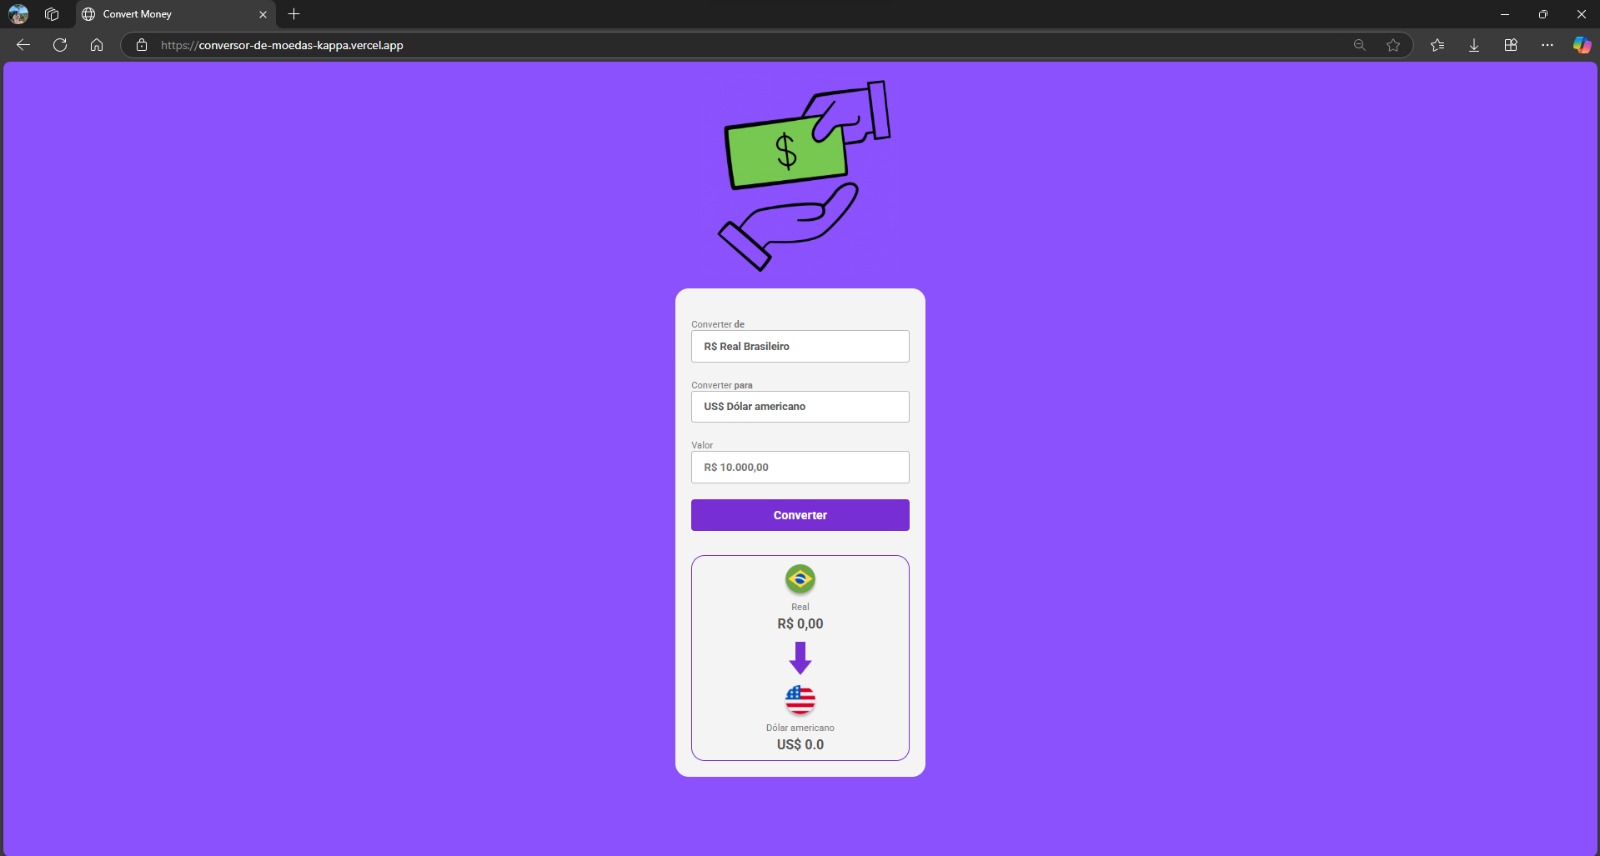 Convert Money
https://conversor-de-moedas-kappa.vercel.app
$
Converter de
R$ Real Brasileiro
Converter para
US$ Dólar americano
Valor
R$ 10.000,00
Converter
Real
R$ 0,00
Dólar americano
US$ 0.0